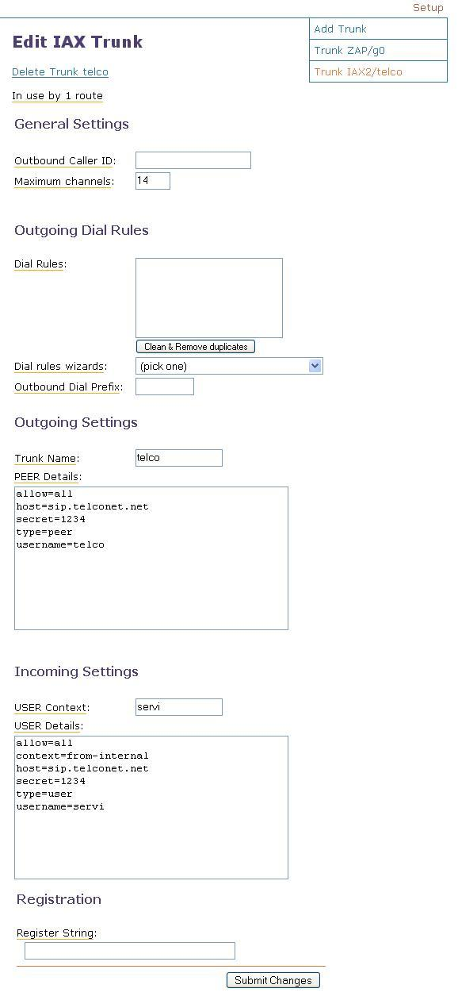 Setup
Add Trunk
Edit IAX Trunk
Trunk ZAP/g0
Delete Trunk telco
Trunk IAX2/telco
In use by 1 route
General Settings
Outbound Caller ID:
Maximum channels: 14
Outgoing Dial Rules
Dial Rules:
Clean & Remove duplicates
Dial rules wizards: (pick one)
Outbound Dial Prefix:
Outgoing Settings
Trunk Name: telco
PEER Details:
allow=all
host=sip.telconet.net
secret=1234
type=peer
username=telco
Incoming Settings
USER Context: servi
USER Details:
allow=all
context=from-internal
host=sip.telconet.net
secret=1234
type=user
username=servi
Registration
Register String:
Submit Changes